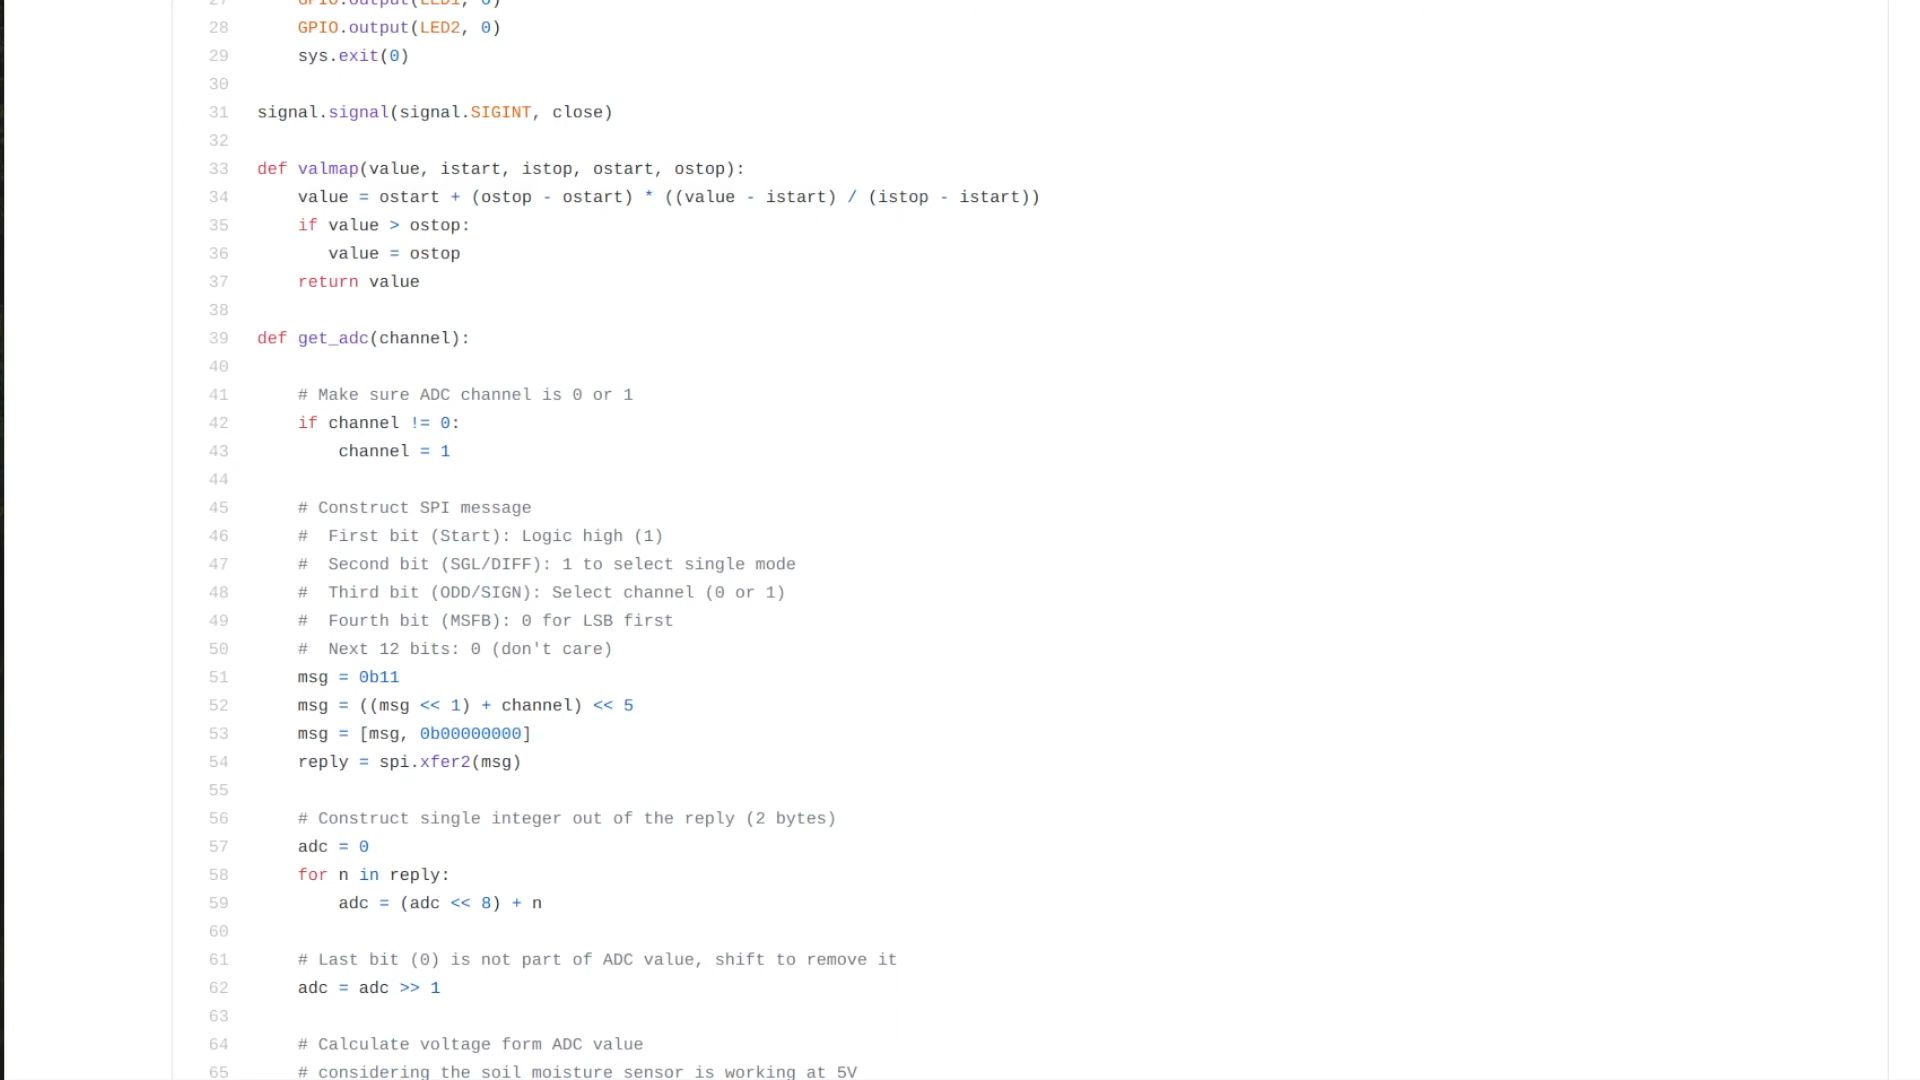 27 GPIO.output(LED1, 0)
28 GPIO.output(LED2, 0)
29 sys.exit(0)
30
31 signal.signal(signal.SIGINT, close)
32
33 def valmap(value, istart, istop, ostart, ostop):
34 value = ostart + (ostop - ostart) * ((value - istart) / (istop - istart))
35 if value > ostop:
36 value = ostop
37 return value
38
39 def get_adc(channel):
40
41 # Make sure ADC channel is 0 or 1
42 if channel != 0:
43 channel = 1
44
45 # Construct SPI message
46 #  First bit (Start): Logic high (1)
47 #  Second bit (SGL/DIFF): 1 to select single mode
48 #  Third bit (ODD/SIGN): Select channel (0 or 1)
49 #  Fourth bit (MSFB): 0 for LSB first
50 #  Next 12 bits: 0 (don't care)
51 msg = 0b11
52 msg = ((msg << 1) + channel) << 5
53 msg = [msg, 0b00000000]
54 reply = spi.xfer2(msg)
55
56 # Construct single integer out of the reply (2 bytes)
57 adc = 0
58 for n in reply:
59 adc = (adc << 8) + n
60
61 # Last bit (0) is not part of ADC value, shift to remove it
62 adc = adc >> 1
63
64 # Calculate voltage form ADC value
65 # considering the soil moisture sensor is working at 5V